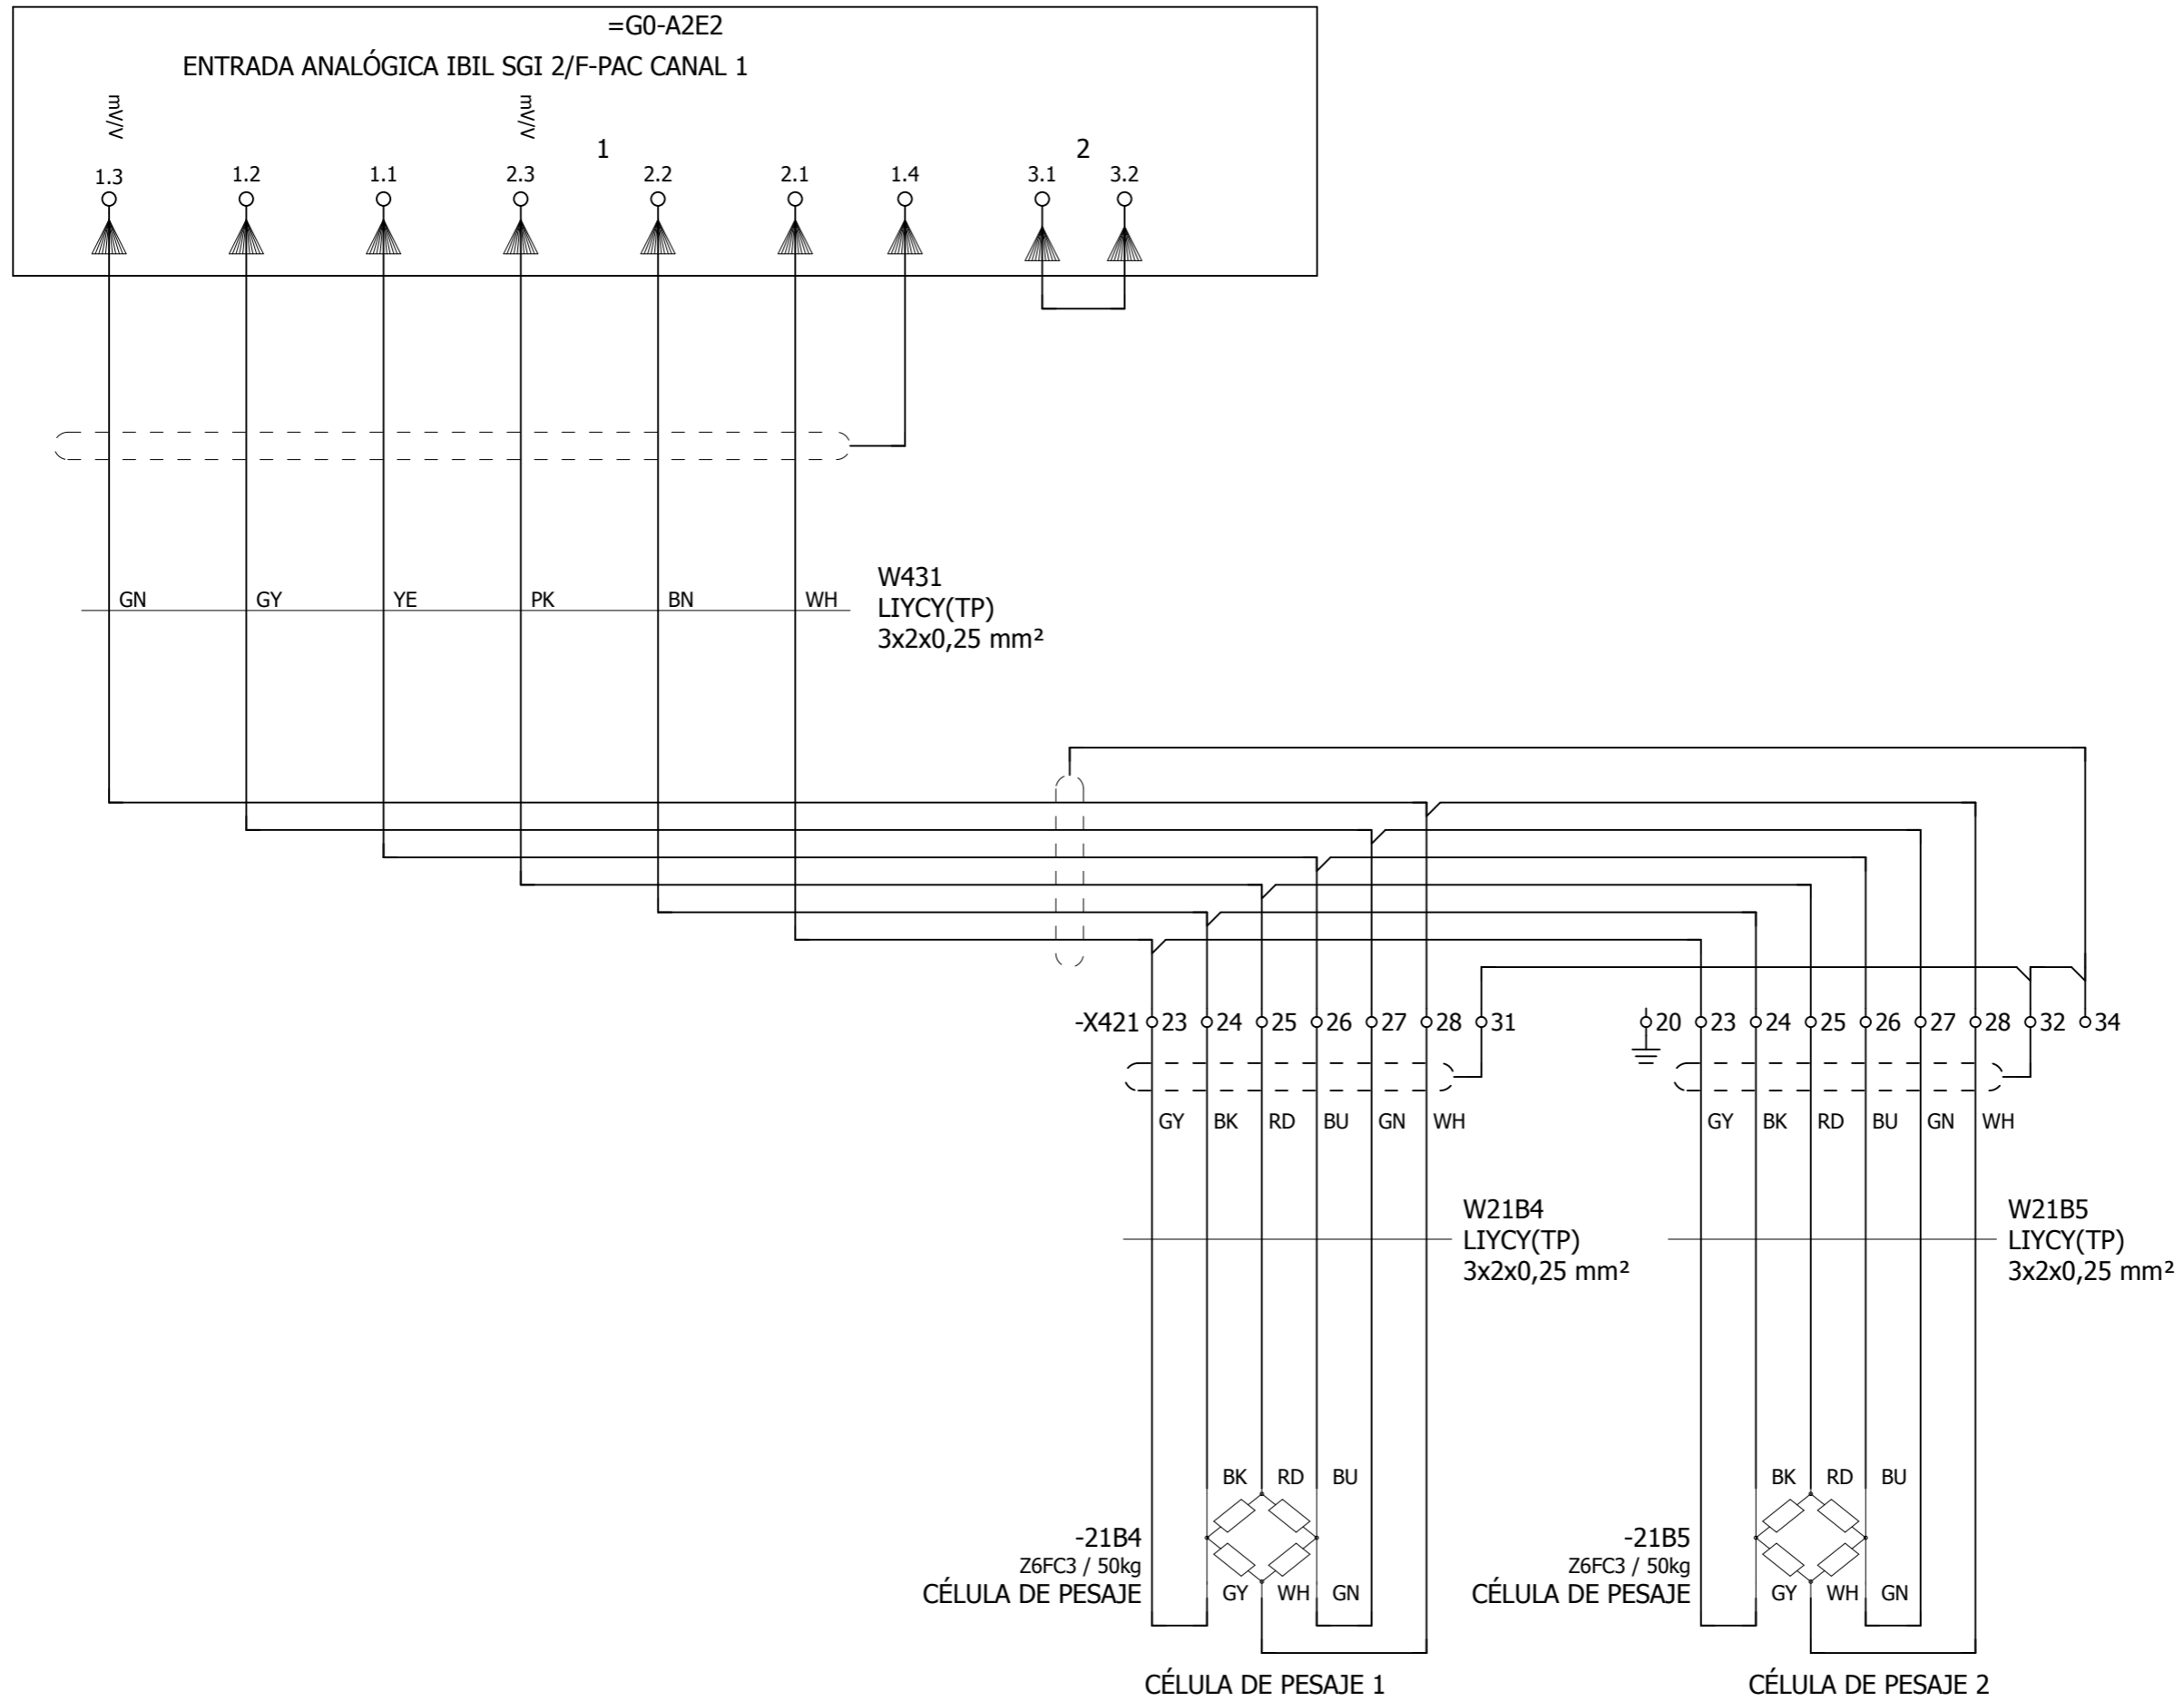 =G0-A2E2
ENTRADA ANALÓGICA IBIL SGI 2/F-PAC CANAL 1
mV/V mV/V
1 2
1.3 1.2 1.1 2.3 2.2 2.1 1.4 3.1 3.2
GN GY YE PK BN WH
W431
LIYCY(TP)
3x2x0,25 mm²
-X421 23 24 25 26 27 28 31 20 23 24 25 26 27 28 32 34
GY BK RD BU GN WH GY BK RD BU GN WH
W21B4
LIYCY(TP)
3x2x0,25 mm²
W21B5
LIYCY(TP)
3x2x0,25 mm²
BK RD BU BK RD BU
-21B4
Z6FC3 / 50kg
CÉLULA DE PESAJE
GY WH GN
-21B5
Z6FC3 / 50kg
CÉLULA DE PESAJE
GY WH GN
CÉLULA DE PESAJE 1
CÉLULA DE PESAJE 2